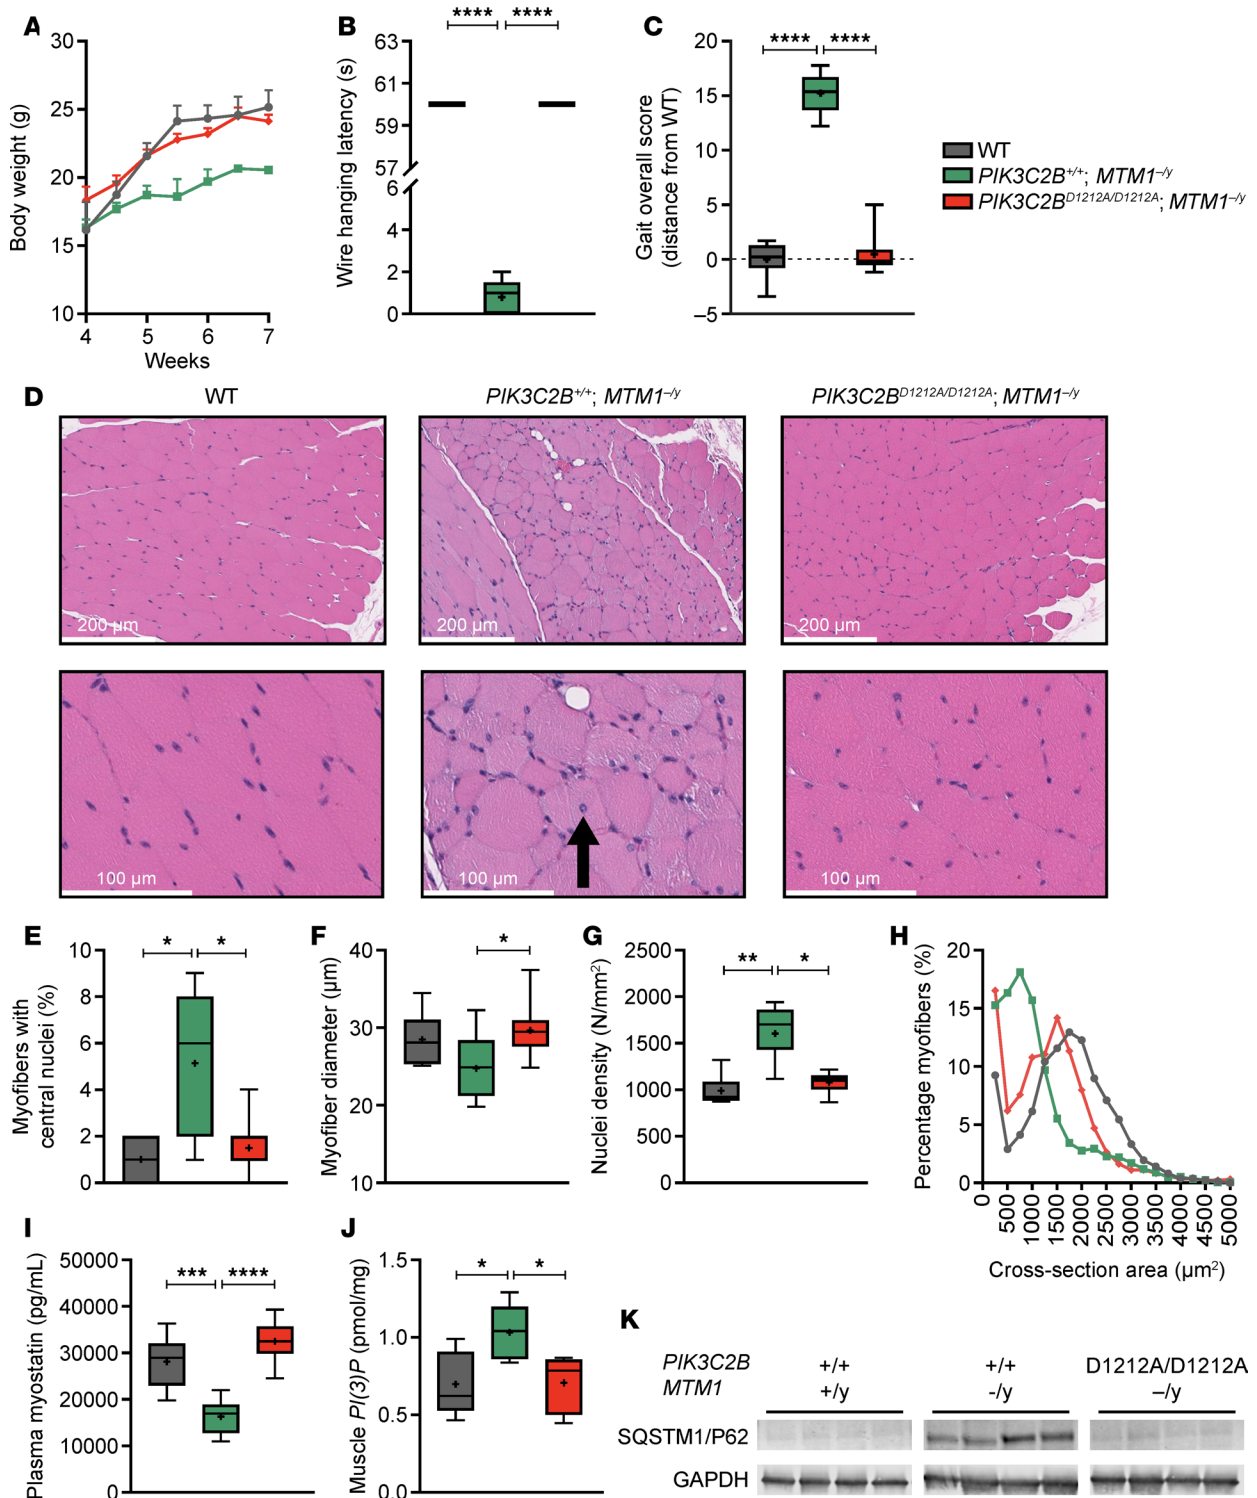 A
30
25
20
15
10
Body weight (g)
4
5
6
7
Weeks
B
****
****
63
61
59
57
6
4
2
0
Wire hanging latency (s)
C
****
****
20
15
10
5
0
–5
Gait overall score
(distance from WT)
WT
PIK3C2B+/+; MTM1–/y
PIK3C2BD1212A/D1212A; MTM1–/y
D
WT
PIK3C2B+/+; MTM1–/y
PIK3C2BD1212A/D1212A; MTM1–/y
200 µm
200 µm
200 µm
100 µm
100 µm
100 µm
E
*
*
10
8
6
4
2
0
Myofibers with
central nuclei (%)
F
*
40
30
20
10
Myofiber diameter (µm)
G
**
*
2500
2000
1500
1000
500
0
Nuclei density (N/mm2)
H
20
15
10
5
0
Percentage myofibers (%)
0
500
1000
1500
2000
2500
3000
3500
4000
4500
5000
Cross-section area (µm2)
I
***
****
50000
40000
30000
20000
10000
0
Plasma myostatin (pg/mL)
J
*
*
1.5
1.0
0.5
0.0
Muscle PI(3)P (pmol/mg)
K
PIK3C2B +/+ +/+ D1212A/D1212A
MTM1 +/y -/y –/y
SQSTM1/P62
GAPDH